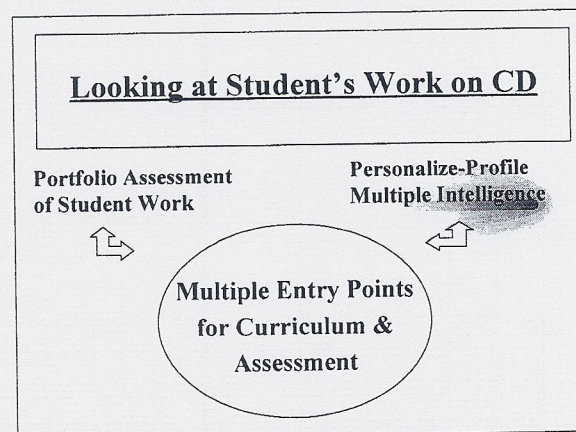 Looking at Student's Work on CD
Portfolio Assessment
of Student Work
Personalize-Profile
Multiple Intelligence
Multiple Entry Points
for Curriculum &
Assessment